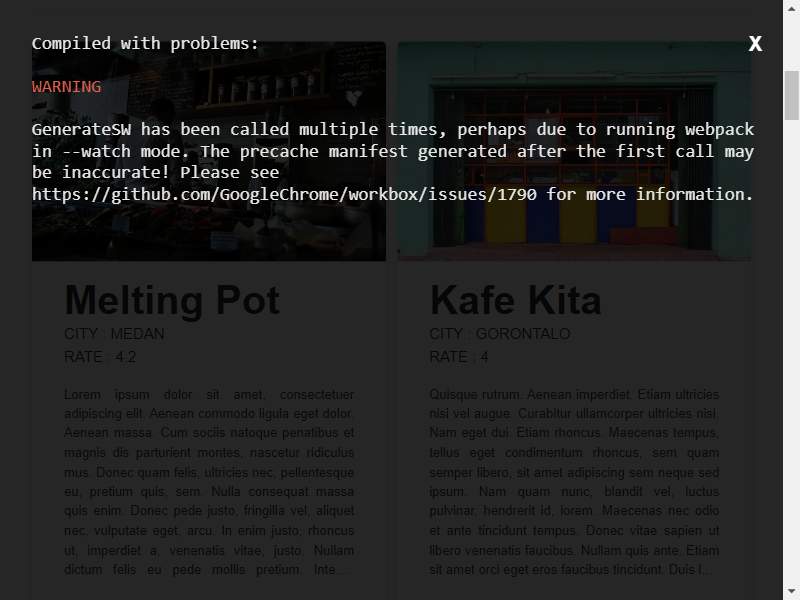 Compiled with problems:
X
WARNING
GenerateSW has been called multiple times, perhaps due to running webpack
in --watch mode. The precache manifest generated after the first call may
be inaccurate! Please see
https://github.com/GoogleChrome/workbox/issues/1790 for more information.
Melting Pot
CITY : MEDAN
RATE : 4.2
Lorem ipsum dolor sit amet, consectetuer
adipiscing elit. Aenean commodo ligula eget dolor.
Aenean massa. Cum sociis natoque penatibus et
magnis dis parturient montes, nascetur ridiculus
mus. Donec quam felis, ultricies nec, pellentesque
eu, pretium quis, sem. Nulla consequat massa
quis enim. Donec pede justo, fringilla vel, aliquet
nec, vulputate eget, arcu. In enim justo, rhoncus
ut, imperdiet a, venenatis vitae, justo. Nullam
dictum felis eu pede mollis pretium. Inte...
Kafe Kita
CITY : GORONTALO
RATE : 4
Quisque rutrum. Aenean imperdiet. Etiam ultricies
nisi vel augue. Curabitur ullamcorper ultricies nisi.
Nam eget dui. Etiam rhoncus. Maecenas tempus,
tellus eget condimentum rhoncus, sem quam
semper libero, sit amet adipiscing sem neque sed
ipsum. Nam quam nunc, blandit vel, luctus
pulvinar, hendrerit id, lorem. Maecenas nec odio
et ante tincidunt tempus. Donec vitae sapien ut
libero venenatis faucibus. Nullam quis ante. Etiam
sit amet orci eget eros faucibus tincidunt. Duis l...